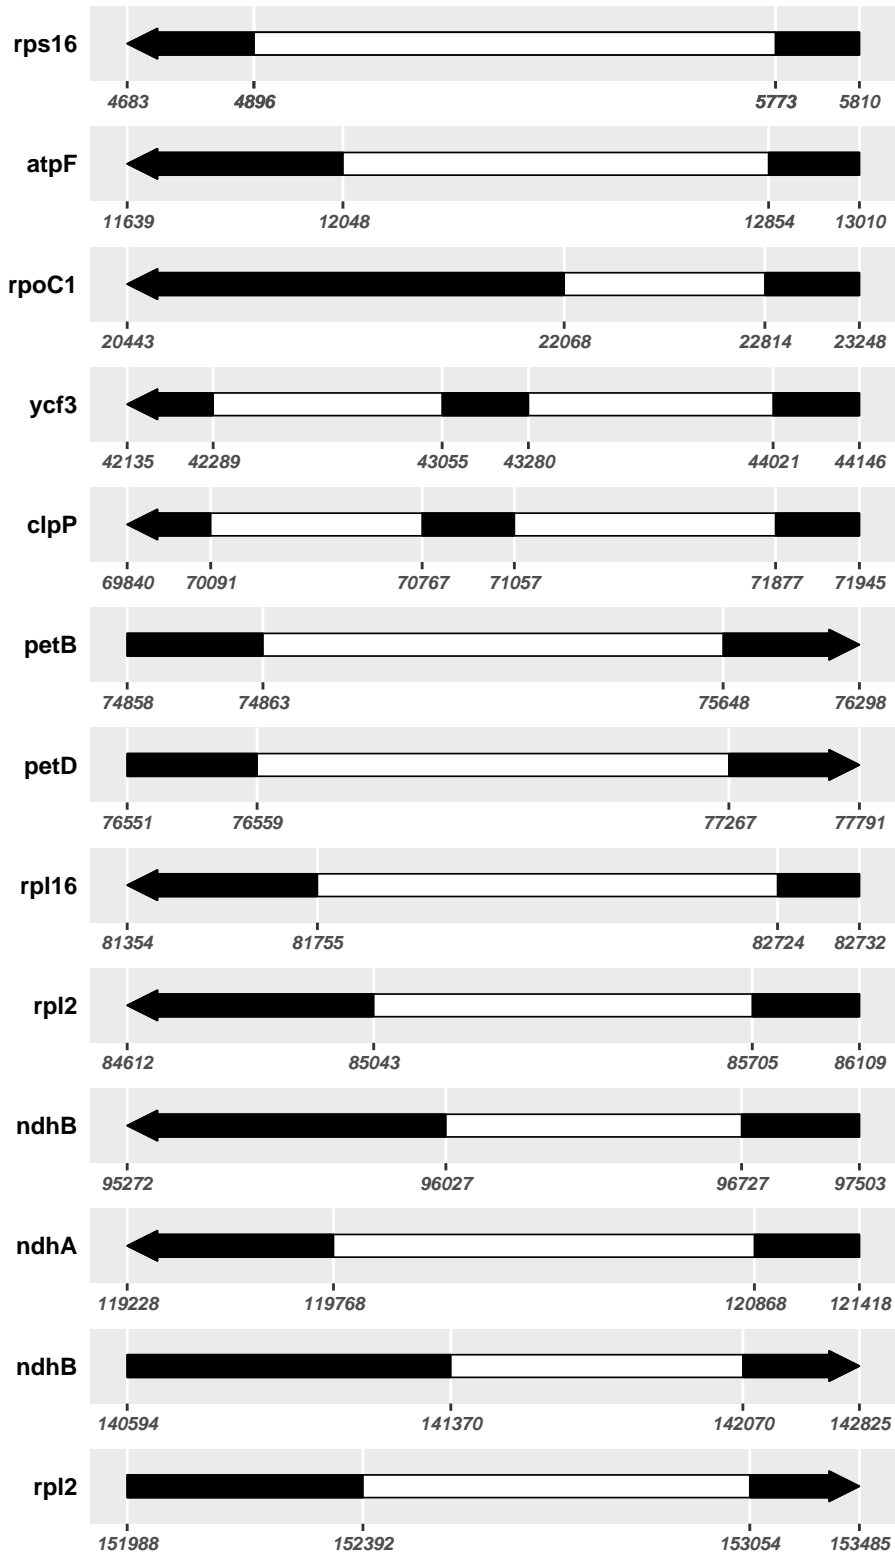 rps16
4683 4896 5773 5810
atpF
11639 12048 12854 13010
rpoC1
20443 22068 22814 23248
ycf3
42135 42289 43055 43280 44021 44146
clpP
69840 70091 70767 71057 71877 71945
petB
74858 74863 75648 76298
petD
76551 76559 77267 77791
rpl16
81354 81755 82724 82732
rpl2
84612 85043 85705 86109
ndhB
95272 96027 96727 97503
ndhA
119228 119768 120868 121418
ndhB
140594 141370 142070 142825
rpl2
151988 152392 153054 153485